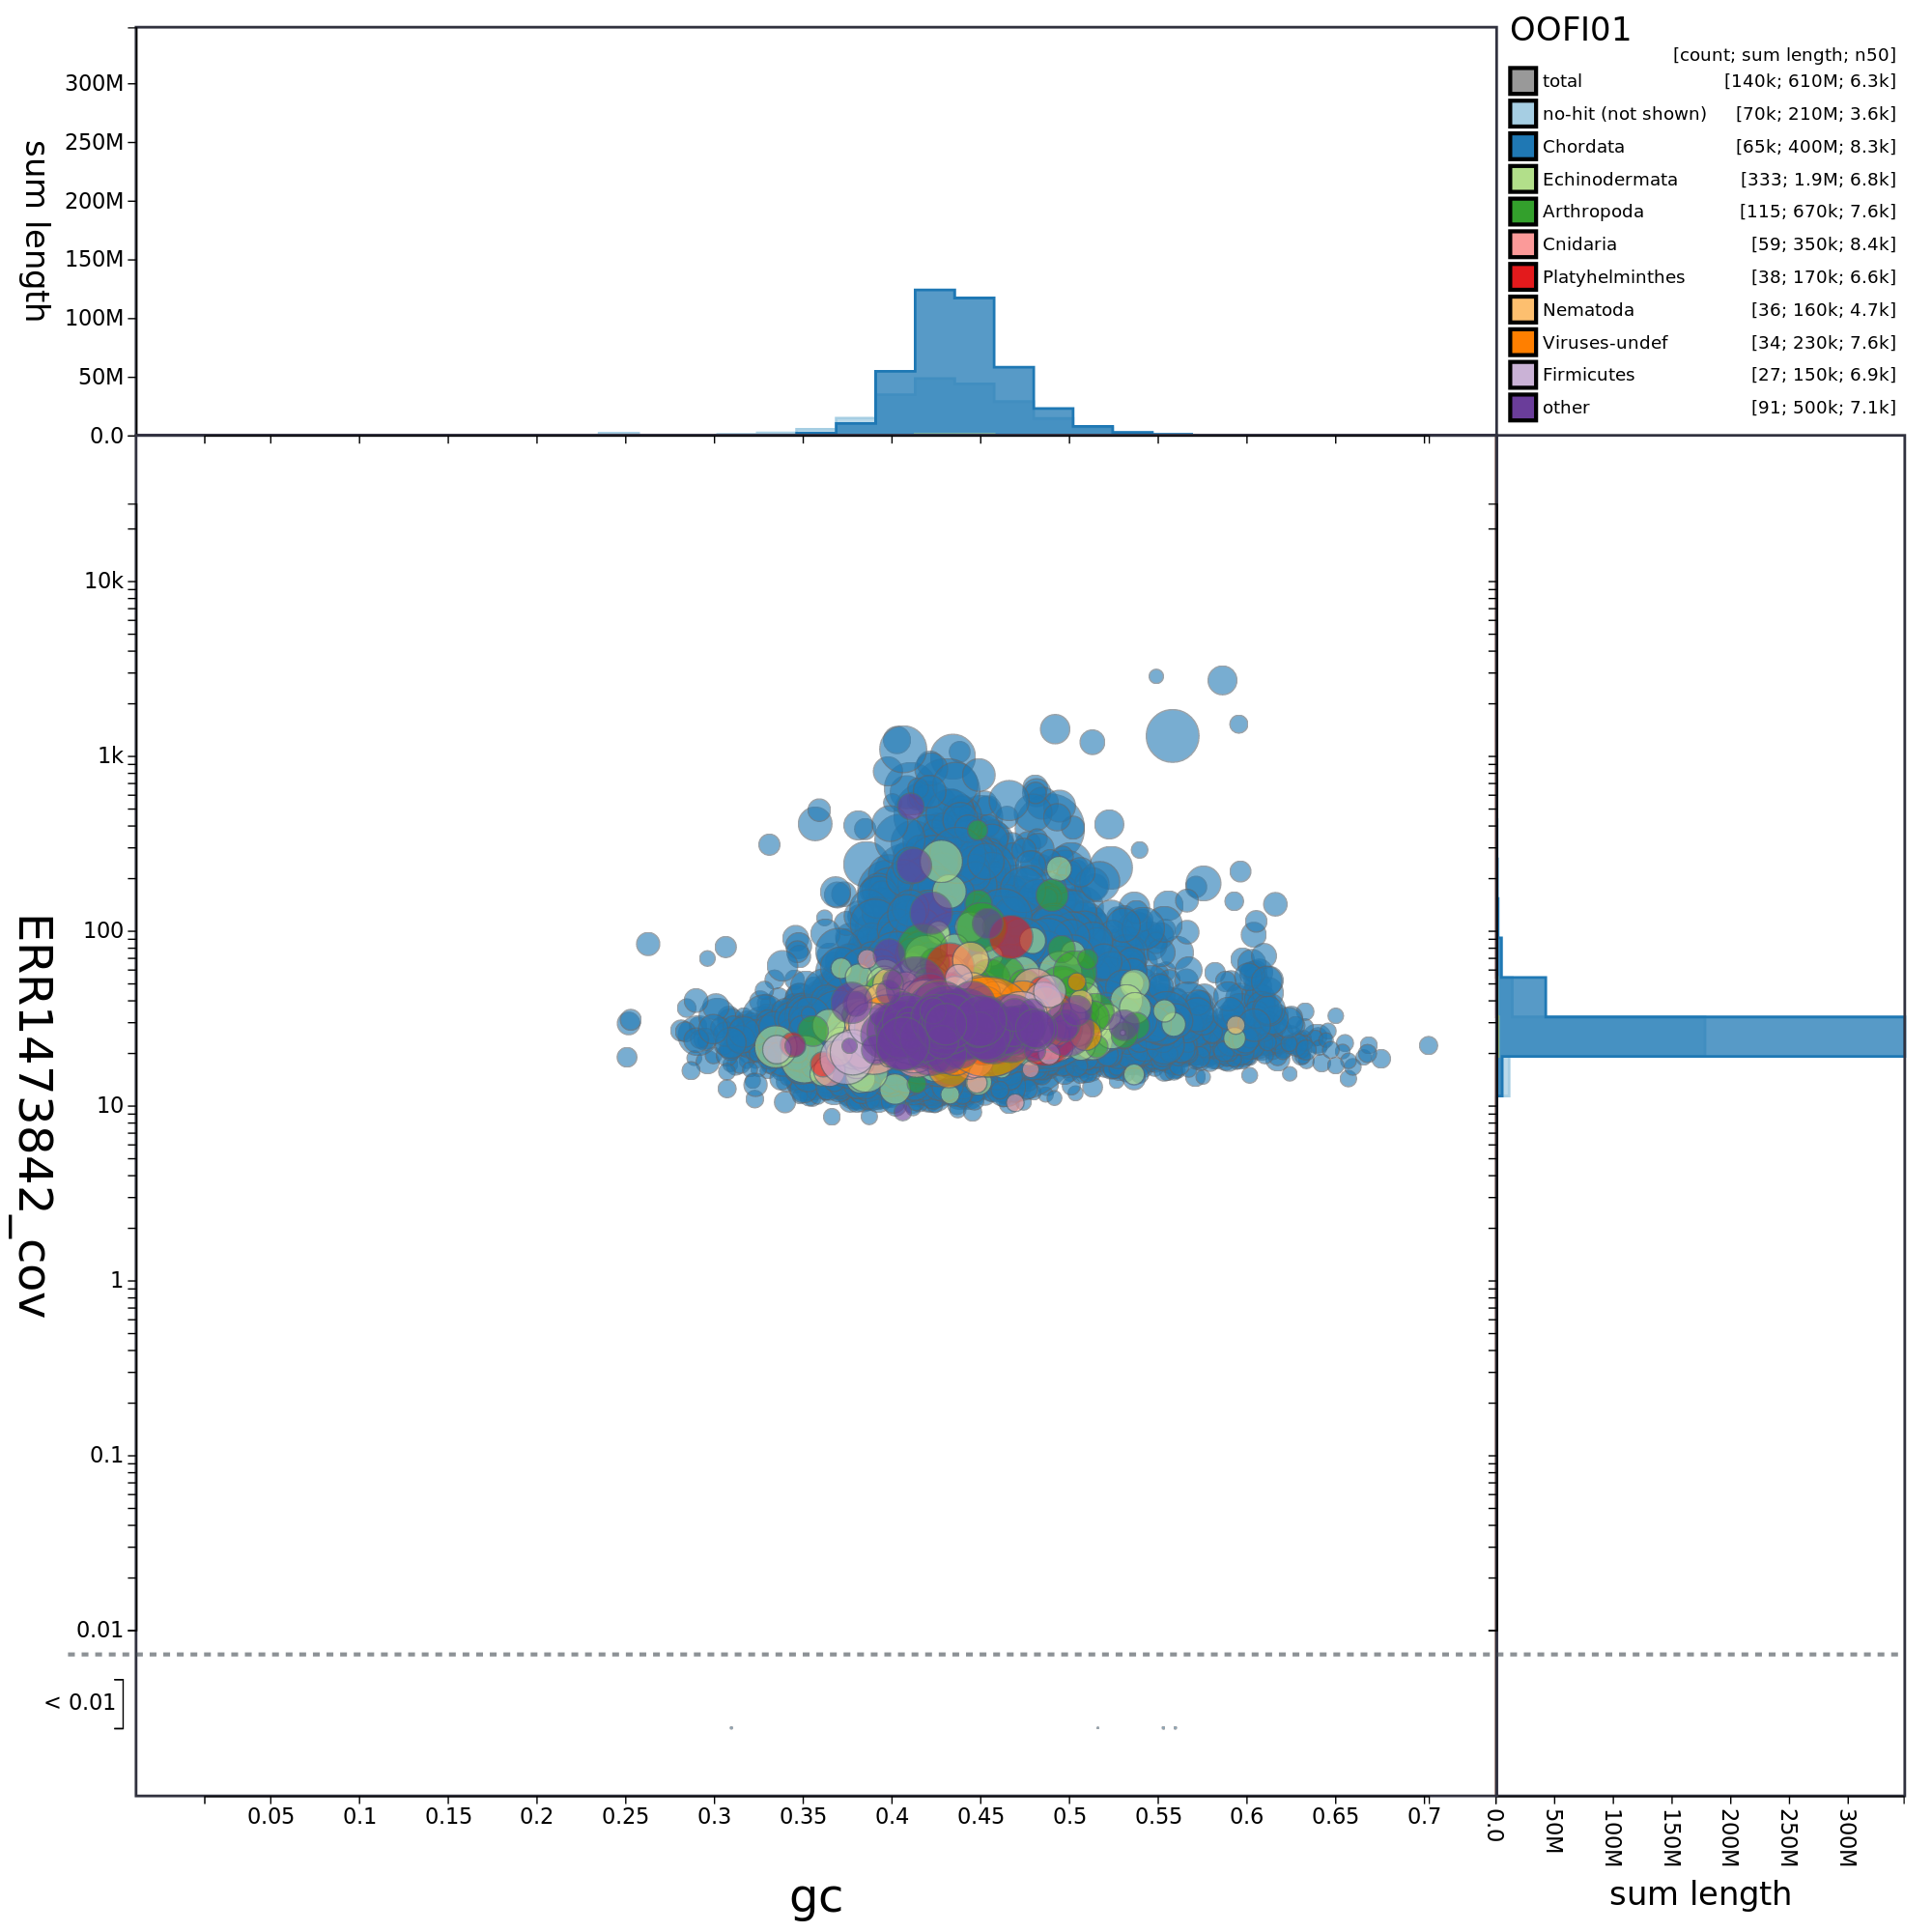 OOFI01
[count; sum length; n50]
total [140k; 610M; 6.3k]
no-hit (not shown) [70k; 210M; 3.6k]
Chordata [65k; 400M; 8.3k]
Echinodermata [333; 1.9M; 6.8k]
Arthropoda [115; 670k; 7.6k]
Cnidaria [59; 350k; 8.4k]
Platyhelminthes [38; 170k; 6.6k]
Nematoda [36; 160k; 4.7k]
Viruses-undef [34; 230k; 7.6k]
Firmicutes [27; 150k; 6.9k]
other [91; 500k; 7.1k]
sum length
300M
250M
200M
150M
100M
50M
0.0
ERR1473842_cov
10k
1k
100
10
1
0.1
0.01
< 0.01
0.05 0.1 0.15 0.2 0.25 0.3 0.35 0.4 0.45 0.5 0.55 0.6 0.65 0.7
gc
0.0 50M 100M 150M 200M 250M 300M
sum length